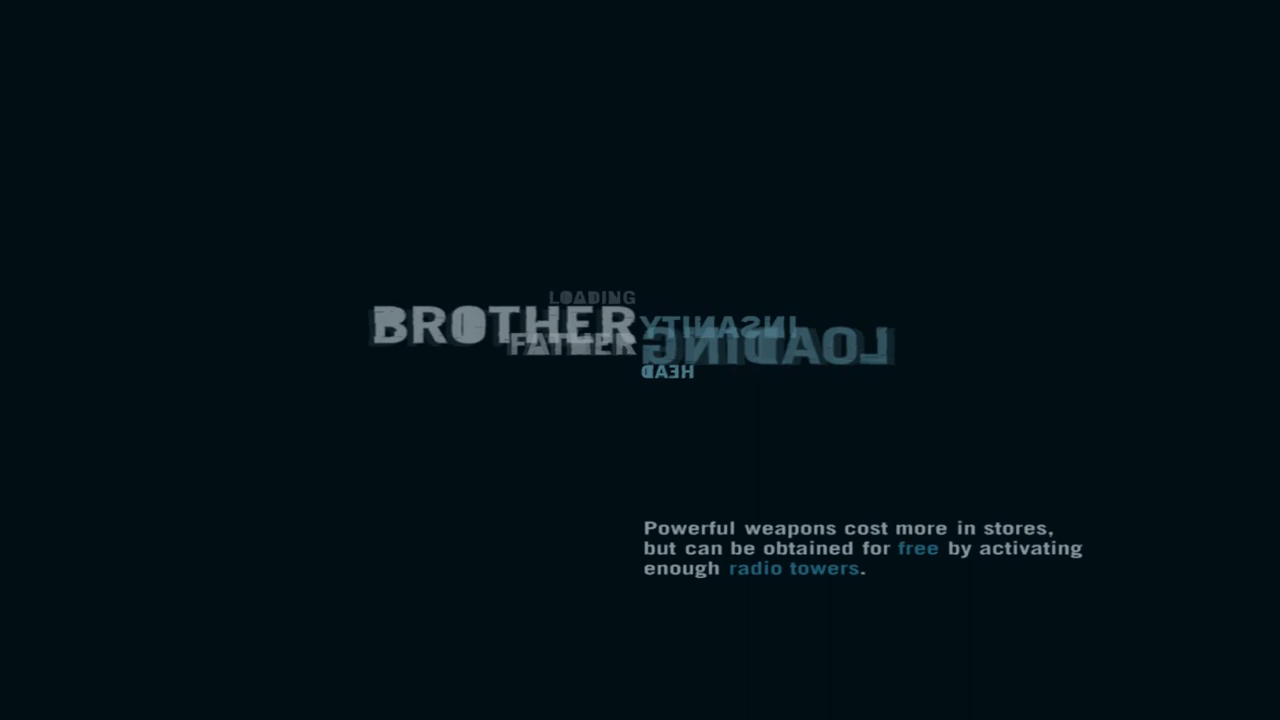 LOADING
BROTHER
FATHER
INSANITY
LOADING
HEAD
Powerful weapons cost more in stores,
but can be obtained for free by activating
enough radio towers.